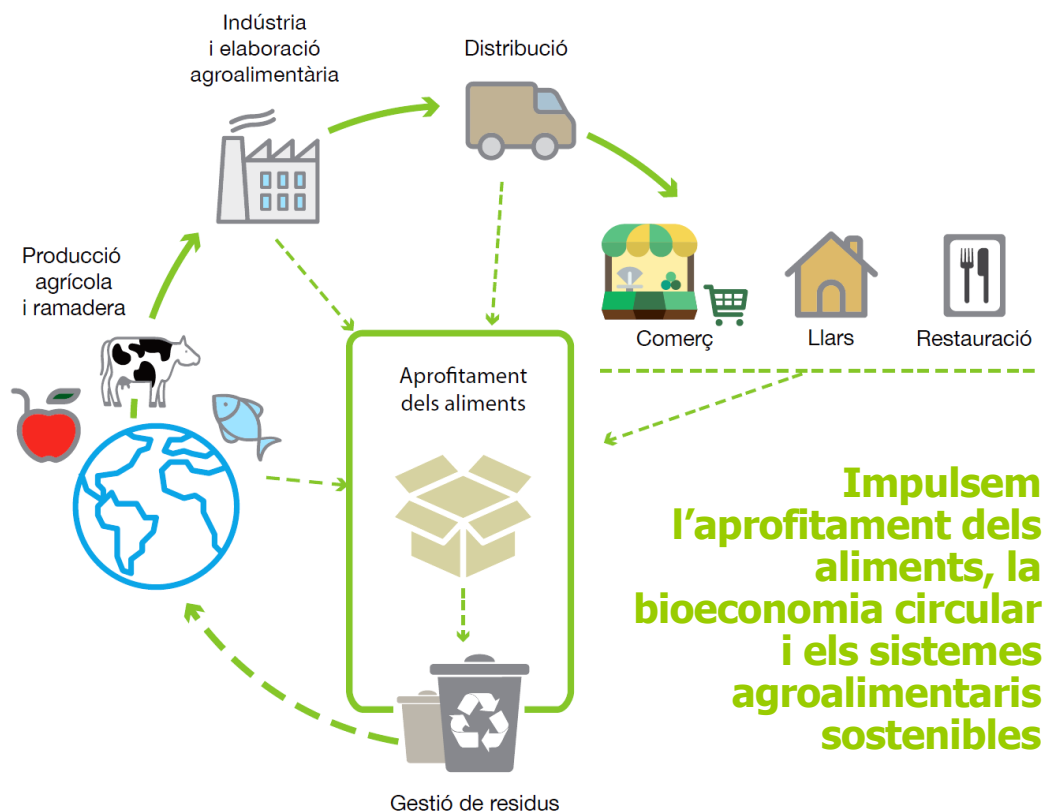 Indústria
i elaboració
agroalimentària
Distribució
Producció
agrícola
i ramadera
Comerç
Llars
Restauració
Aprofitament
dels aliments
Impulsem
l’aprofitament dels
aliments, la
bioeconomia circular
i els sistemes
agroalimentaris
sostenibles
Gestió de residus